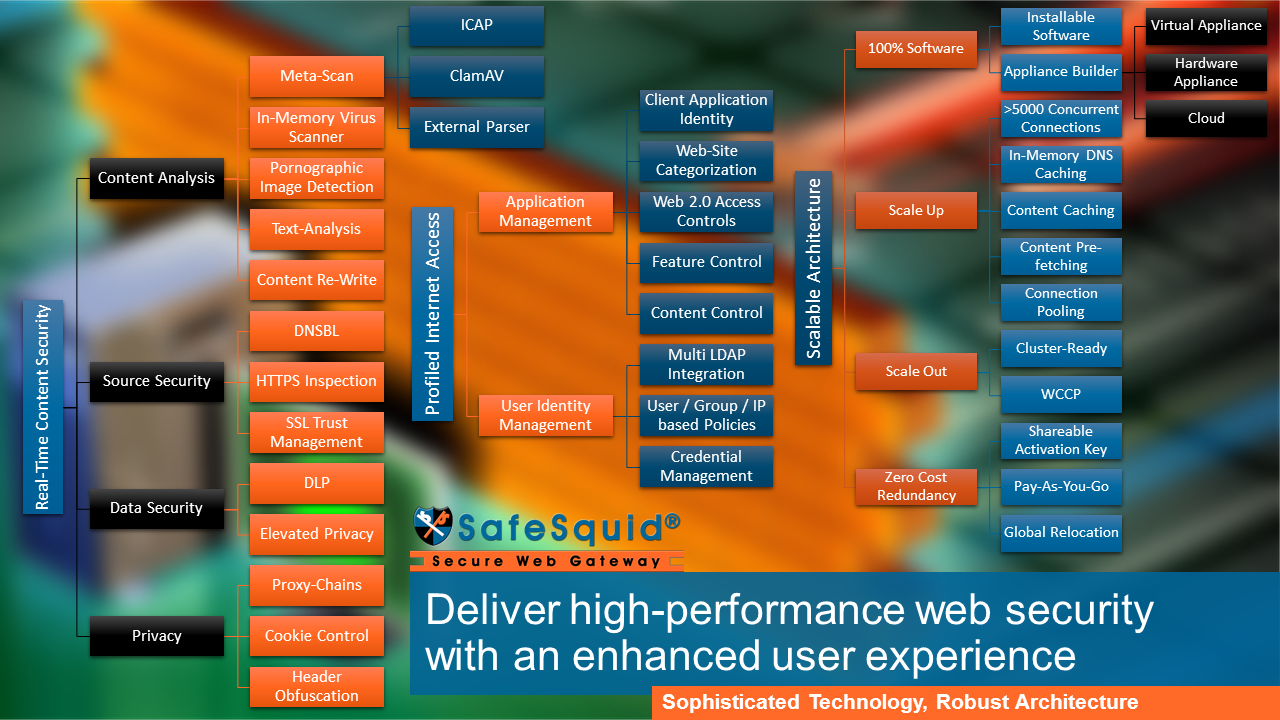 Real-Time Content Security
Content Analysis
Meta-Scan
ICAP
ClamAV
External Parser
In-Memory Virus
Scanner
Pornographic
Image Detection
Text-Analysis
Content Re-Write
Source Security
DNSBL
HTTPS Inspection
SSL Trust
Management
Data Security
DLP
Elevated Privacy
Privacy
Proxy-Chains
Cookie Control
Header
Obfuscation
Profiled Internet Access
Application
Management
Client Application
Identity
Web-Site
Categorization
Web 2.0 Access
Controls
Feature Control
Content Control
User Identity
Management
Multi LDAP
Integration
User / Group / IP
based Policies
Credential
Management
Scalable Architecture
100% Software
Installable
Software
Appliance Builder
Virtual Appliance
Hardware
Appliance
Cloud
Scale Up
>5000 Concurrent
Connections
In-Memory DNS
Caching
Content Caching
Content Pre-
fetching
Connection
Pooling
Scale Out
Cluster-Ready
WCCP
Zero Cost
Redundancy
Shareable
Activation Key
Pay-As-You-Go
Global Relocation
SafeSquid®
Secure Web Gateway
Deliver high-performance web security
with an enhanced user experience
Sophisticated Technology, Robust Architecture